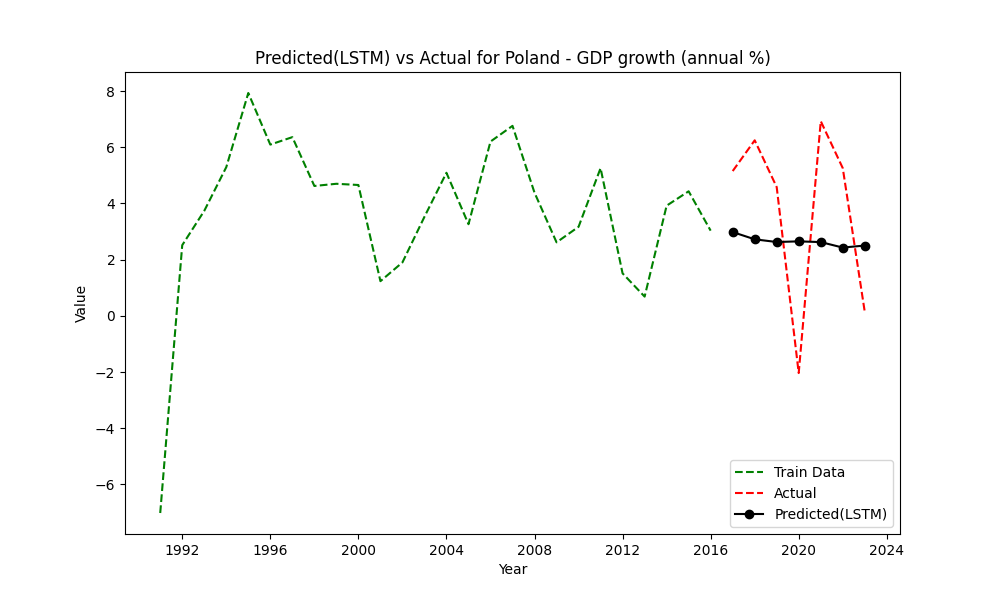 Predicted(LSTM) vs Actual for Poland - GDP growth (annual %)
Value
8
6
4
2
0
−2
−4
−6
1992 1996 2000 2004 2008 2012 2016 2020 2024
Year
Train Data
Actual
Predicted(LSTM)